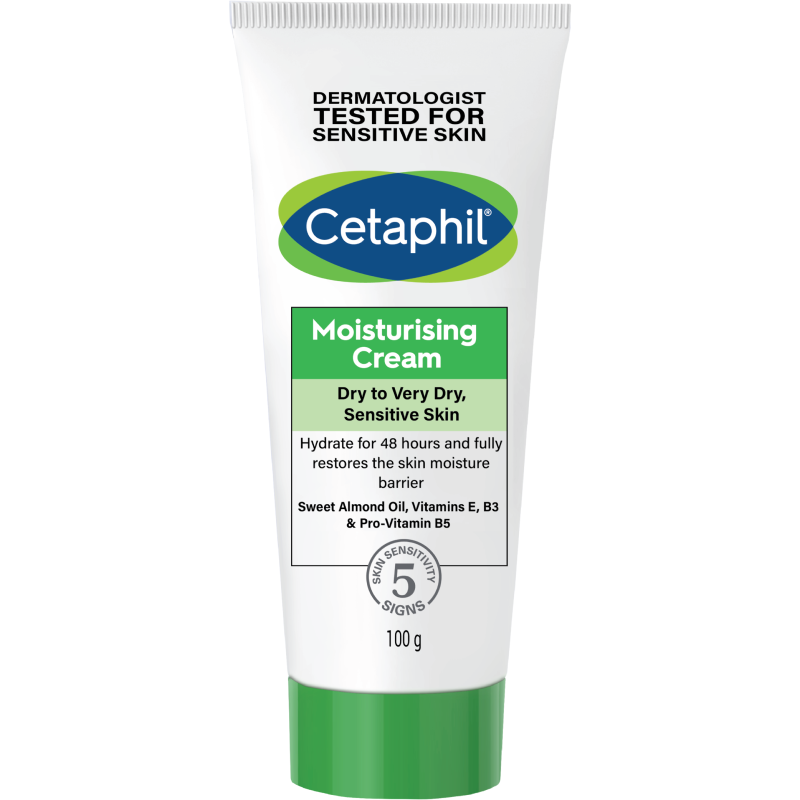 DERMATOLOGIST
TESTED FOR
SENSITIVE SKIN
Cetaphil®
Moisturising
Cream
Dry to Very Dry,
Sensitive Skin
Hydrate for 48 hours and fully
restores the skin moisture
barrier
Sweet Almond Oil, Vitamins E, B3
& Pro-Vitamin B5
SKIN SENSITIVITY
5
SIGNS
100 g